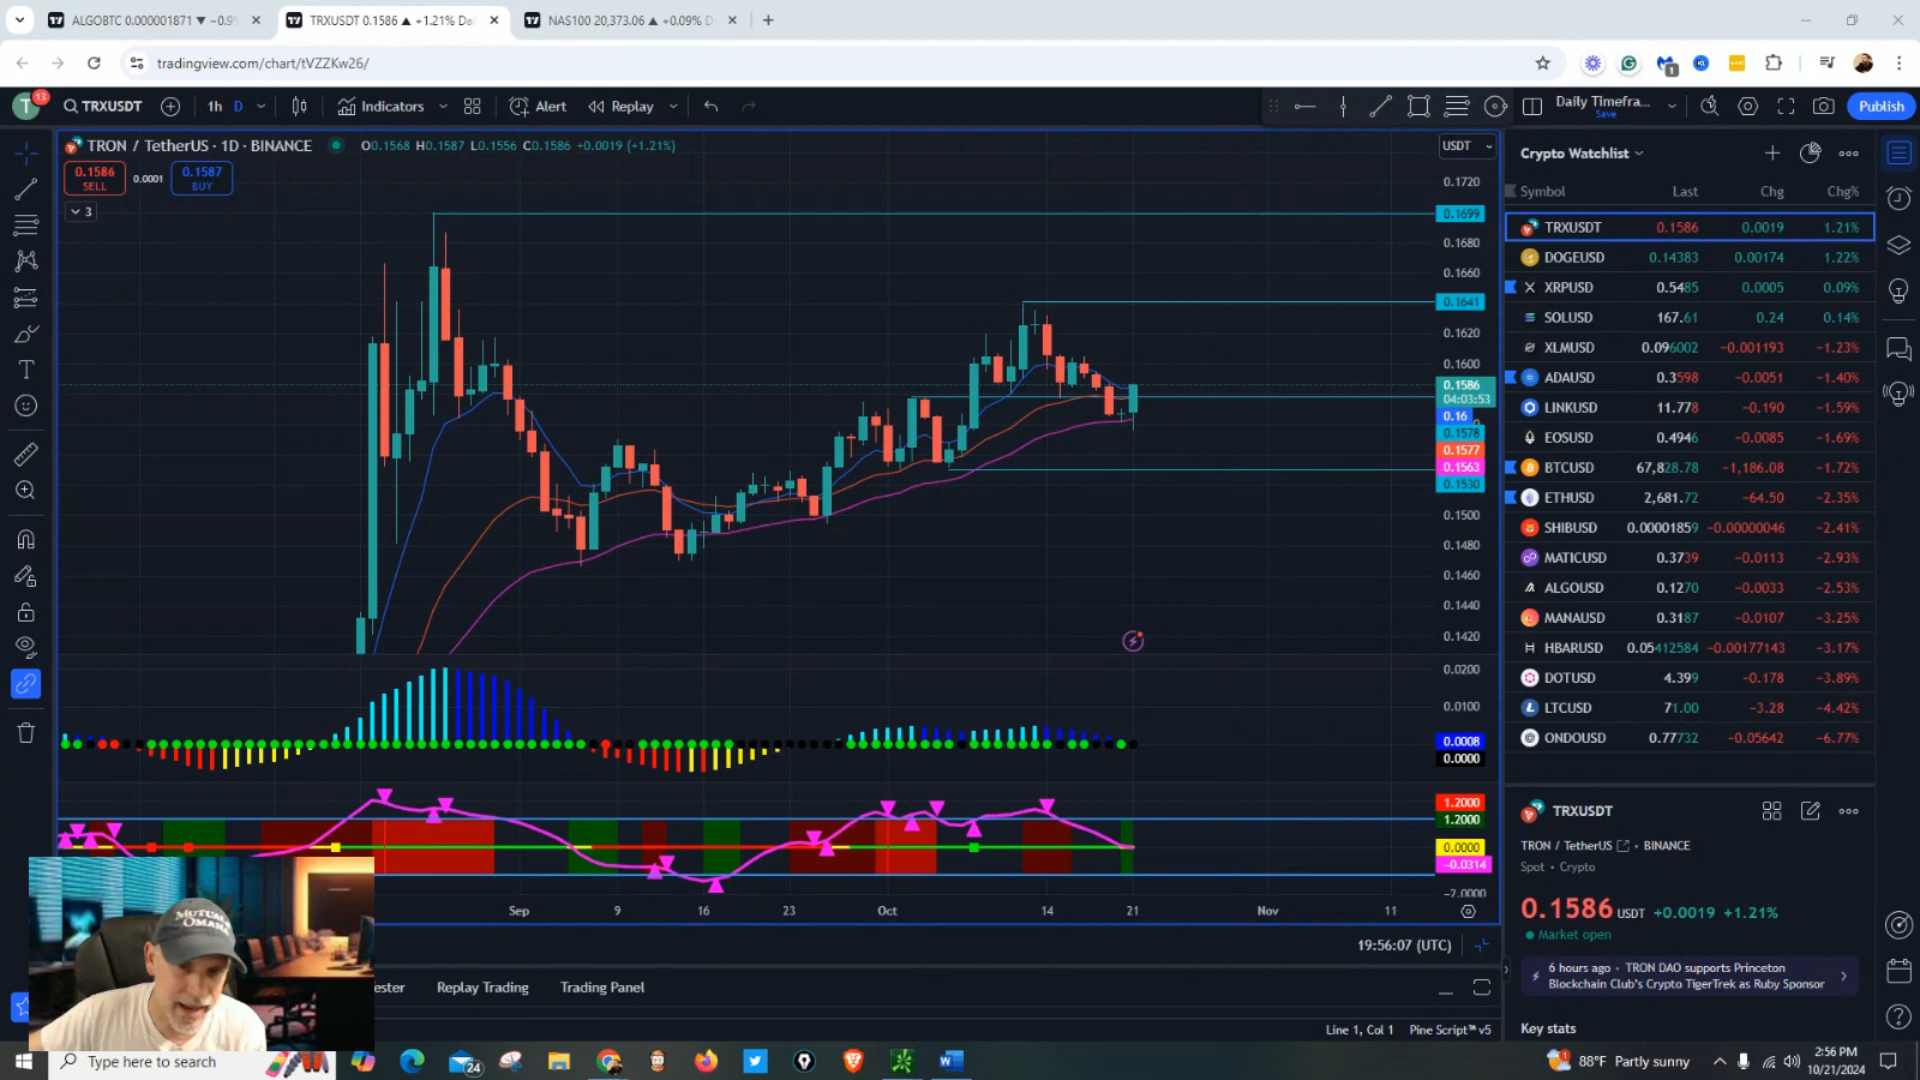 ALGOBTC 0.000001871 ▼ −0.9
TRXUSDT 0.1586 ▲ +1.21% Da
NAS100 20,373.06 ▲ +0.09% D
tradingview.com/chart/tVZZKw26/
1
T
13
TRXUSDT
1h D
Indicators
Alert
Replay
Daily Timefra...
Save
Publish
TRON / TetherUS · 1D · BINANCE
O0.1568 H0.1587 L0.1556 C0.1586 +0.0019 (+1.21%)
0.1586
SELL
0.0001
0.1587
BUY
3
USDT
0.1720
0.1699
0.1680
0.1660
0.1641
0.1620
0.1600
0.1586
04:03:53
0.16
0.1578
0.1577
0.1563
0.1530
0.1500
0.1480
0.1460
0.1440
0.1420
0.0200
0.0100
0.0008
0.0000
1.2000
1.2000
0.0000
−0.0314
−2.0000
Sep 9 16 23 Oct 14 21 Nov 11
19:56:07 (UTC)
ester
Replay Trading
Trading Panel
Line 1, Col 1 Pine Script™ v5
Crypto Watchlist
Symbol Last Chg Chg%
TRXUSDT 0.1586 0.0019 1.21%
DOGEUSD 0.14383 0.00174 1.22%
XRPUSD 0.5485 0.0005 0.09%
SOLUSD 167.61 0.24 0.14%
XLMUSD 0.096002 −0.001193 −1.23%
ADAUSD 0.3598 −0.0051 −1.40%
LINKUSD 11.778 −0.190 −1.59%
EOSUSD 0.4946 −0.0085 −1.69%
BTCUSD 67,828.78 −1,186.08 −1.72%
ETHUSD 2,681.72 −64.50 −2.35%
SHIBUSD 0.00001859 −0.00000046 −2.41%
MATICUSD 0.3739 −0.0113 −2.93%
ALGOUSD 0.1270 −0.0033 −2.53%
MANAUSD 0.3187 −0.0107 −3.25%
HBARUSD 0.05412584 −0.00177143 −3.17%
DOTUSD 4.399 −0.178 −3.89%
LTCUSD 71.00 −3.28 −4.42%
ONDOUSD 0.77732 −0.05642 −6.77%
TRXUSDT
TRON / TetherUS · BINANCE
Spot · Crypto
0.1586 USDT +0.0019 +1.21%
Market open
6 hours ago · TRON DAO supports Princeton
Blockchain Club's Crypto TigerTrek as Ruby Sponsor
Key stats
MUTUAL
OMAHA
Type here to search
24
88°F Partly sunny
2:56 PM
10/21/2024